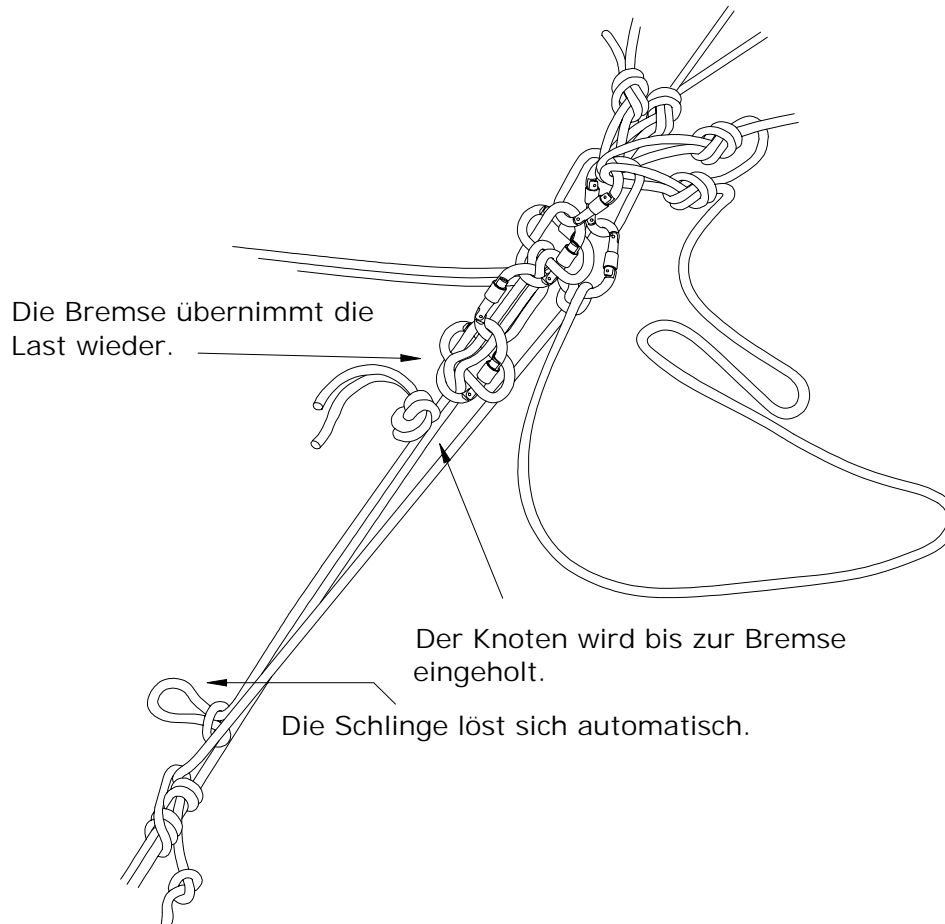 Die Bremse übernimmt die
Last wieder.
Der Knoten wird bis zur Bremse
eingeholt.
Die Schlinge löst sich automatisch.